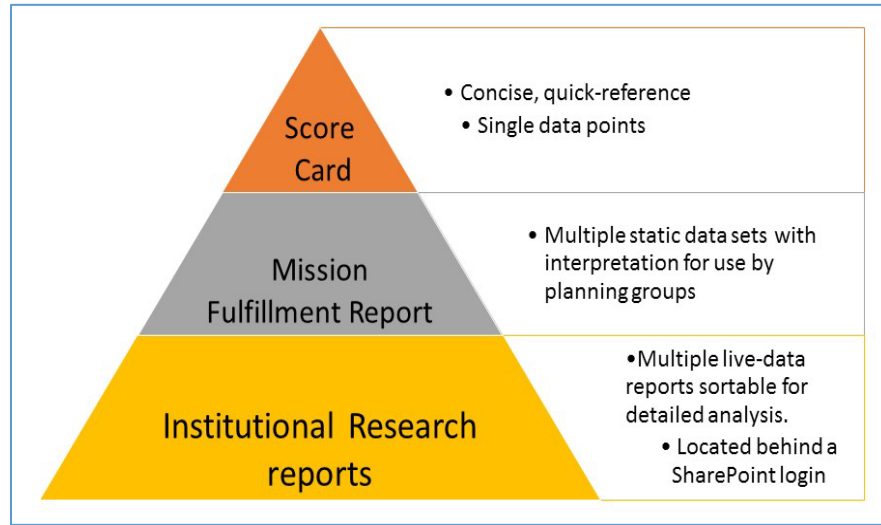 Score
Card
• Concise, quick-reference
• Single data points
Mission
Fulfillment Report
• Multiple static data sets with
interpretation for use by
planning groups
Institutional Research
reports
•Multiple live-data
reports sortable for
detailed analysis.
• Located behind a
SharePoint login